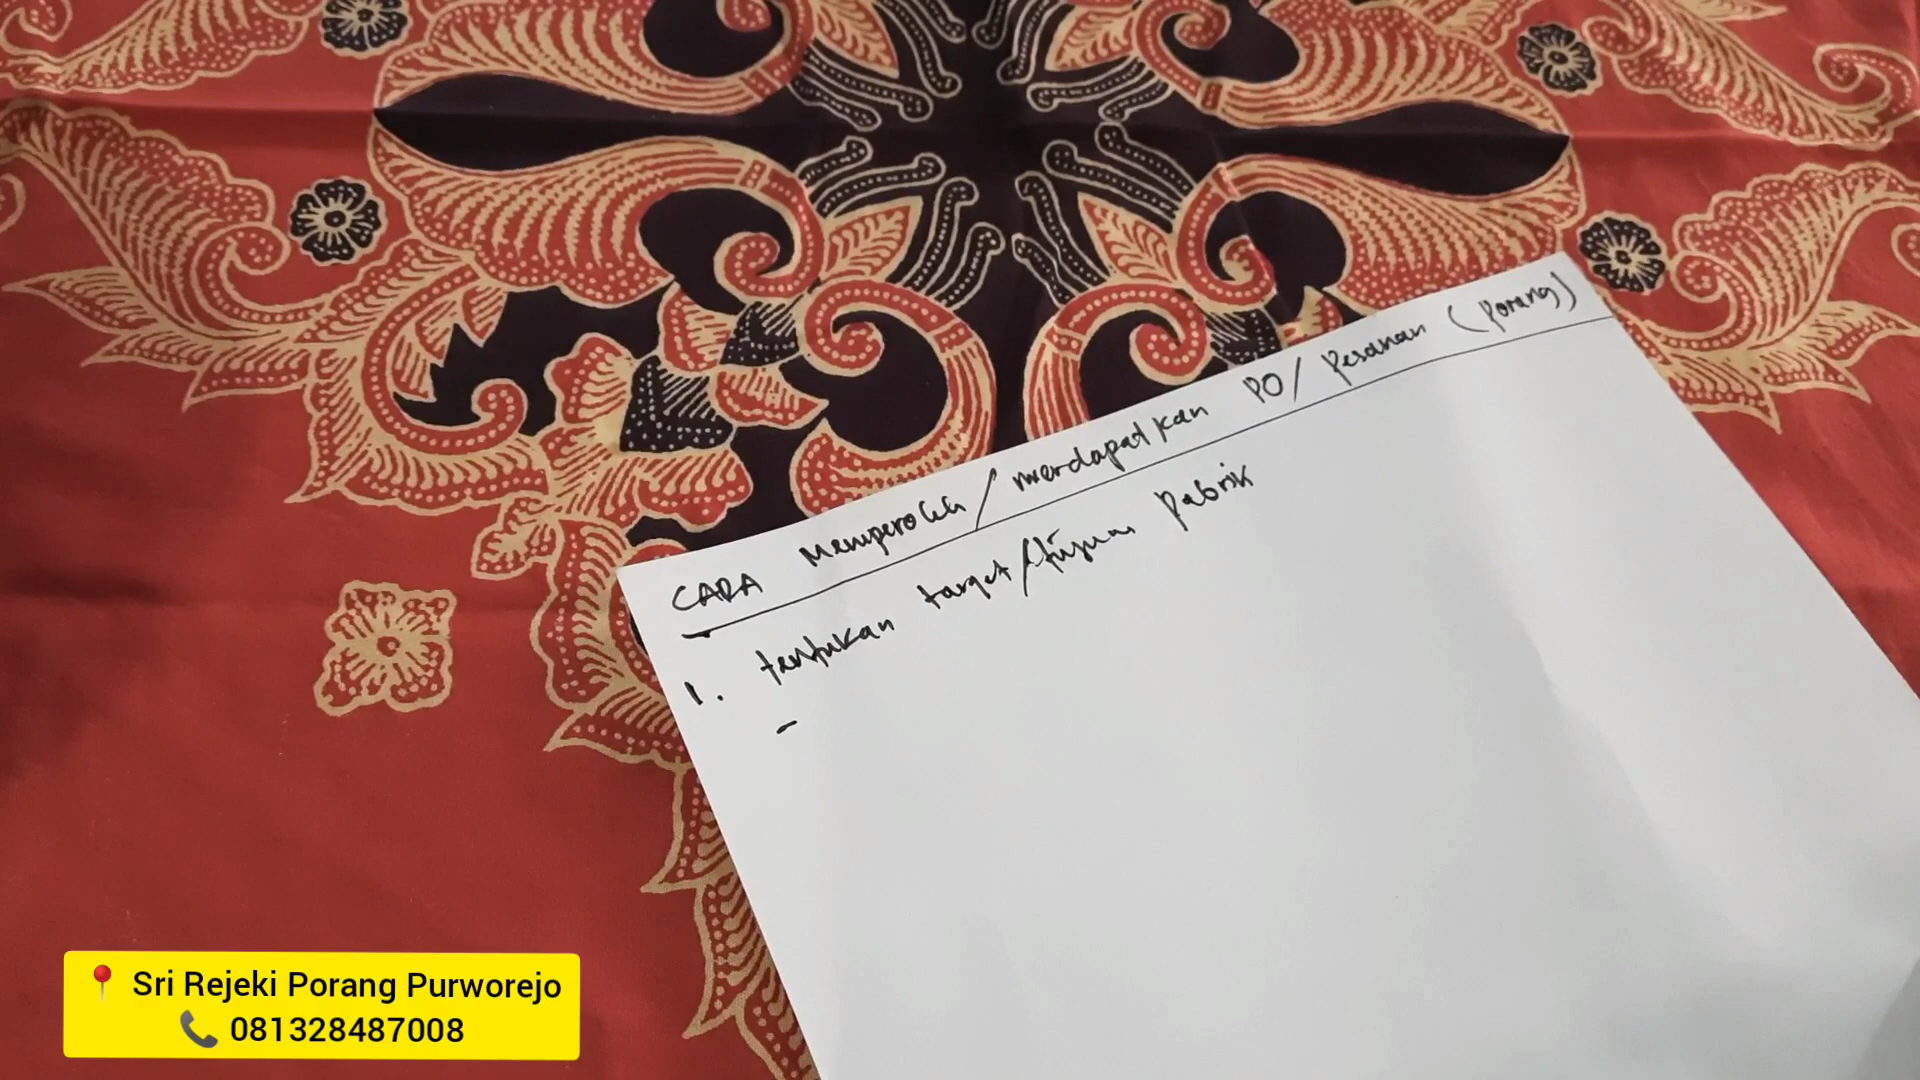 CARA Memperoleh / mendapatkan PO / Pesanan (Porang)
1. tentukan target / tujuan Pabrik
-
Sri Rejeki Porang Purworejo
081328487008